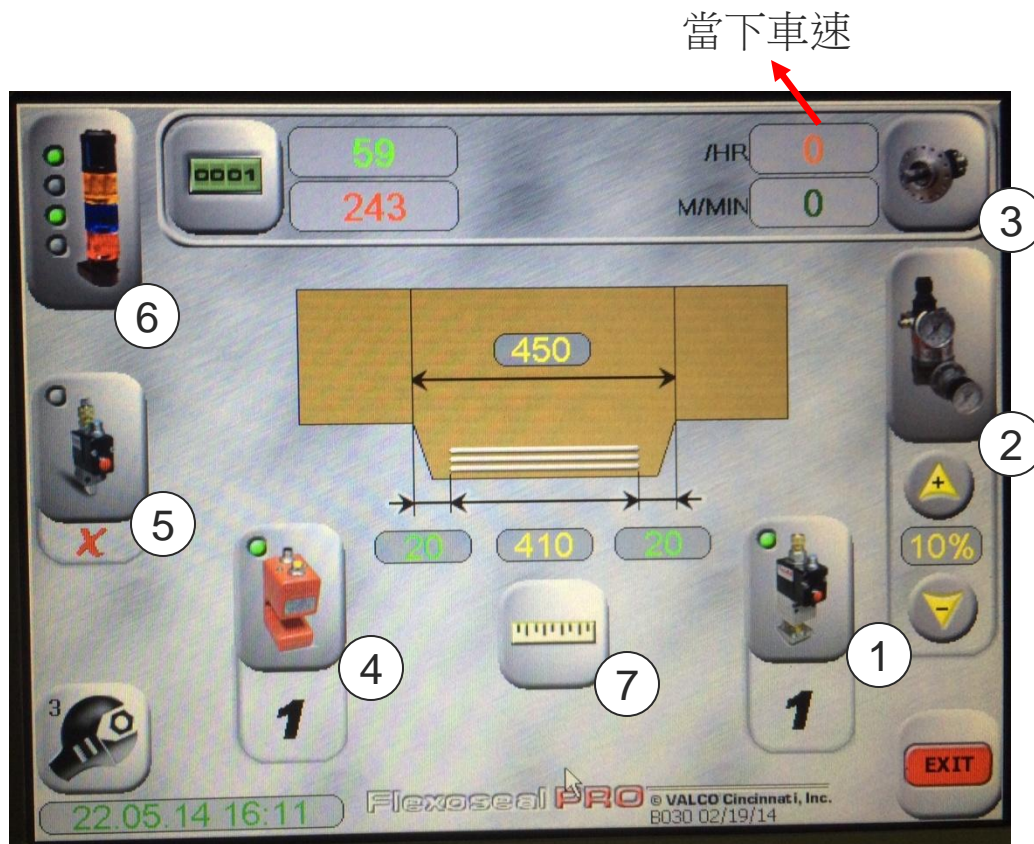 當下車速
0001
59
243
/HR
0
M/MIN
0
3
6
450
2
5
X
20
410
20
10%
4
7
1
1
1
3
EXIT
22.05.14 16:11
Flexoseal PRO
© VALCO Cincinnati, Inc.
B030 02/19/14